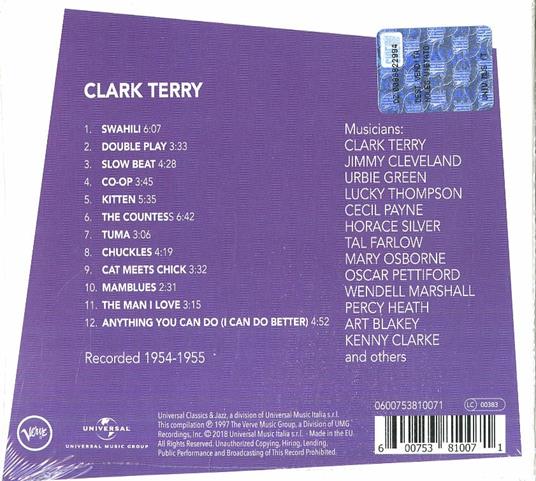 CLARK TERRY
1. SWAHILI 6:07
2. DOUBLE PLAY 3:33
3. SLOW BEAT 4:28
4. CO-OP 3:45
5. KITTEN 5:35
6. THE COUNTESS 6:42
7. TUMA 3:06
8. CHUCKLES 4:19
9. CAT MEETS CHICK 3:32
10. MAMBLUES 2:31
11. THE MAN I LOVE 3:15
12. ANYTHING YOU CAN DO (I CAN DO BETTER) 4:52
Recorded 1954-1955
Musicians:
CLARK TERRY
JIMMY CLEVELAND
URBIE GREEN
LUCKY THOMPSON
CECIL PAYNE
HORACE SILVER
TAL FARLOW
MARY OSBORNE
OSCAR PETTIFORD
WENDELL MARSHALL
PERCY HEATH
ART BLAKEY
KENNY CLARKE
and others
0600753810071
LC 00383
Verve
UNIVERSAL
UNIVERSAL MUSIC GROUP
Universal Classics & Jazz, a division of Universal Music Italia s.r.l.
This compilation ℗ 1997 The Verve Music Group, a Division of UMG
Recordings, Inc. © 2018 Universal Music Italia s.r.l. - Made in the EU.
All Rights Reserved. Unauthorized Copying, Hiring, Lending,
Public Performance and Broadcasting of This Record Prohibited.
6 00753 81007 1